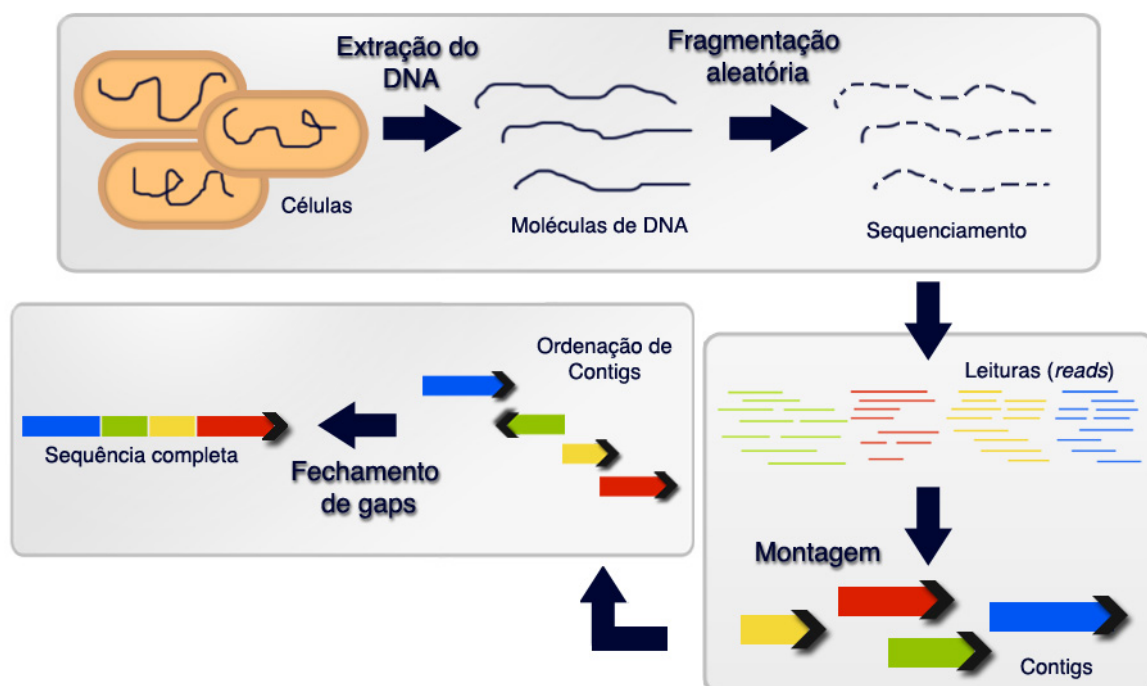 Extração do
DNA
Fragmentação
aleatória
Células
Moléculas de DNA
Sequenciamento
Leituras (reads)
Montagem
Contigs
Ordenação de
Contigs
Fechamento
de gaps
Sequência completa